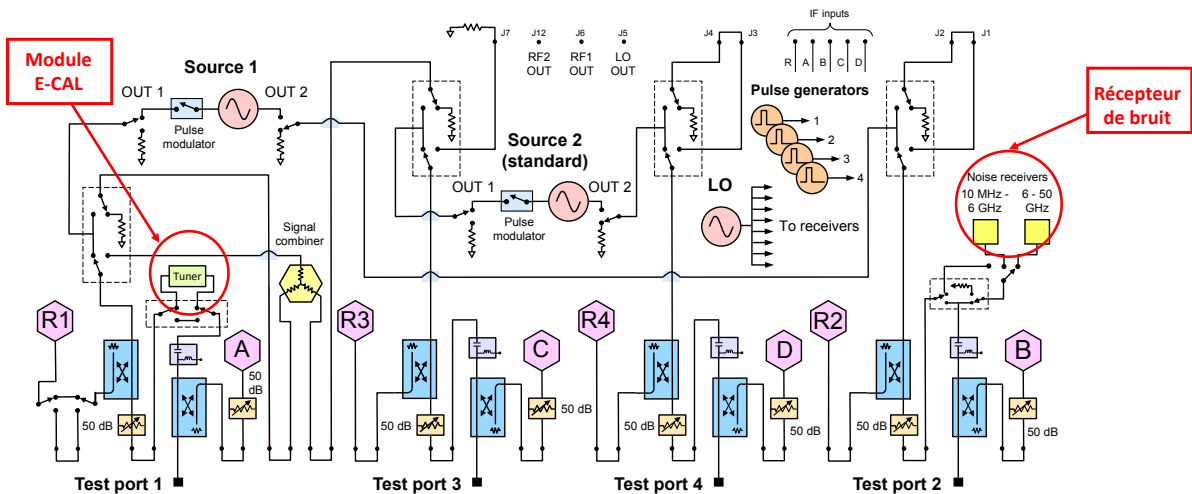 Module
E-CAL
Source 1
OUT 1
OUT 2
Pulse
modulator
J7
J12
J6
J5
RF2
OUT
RF1
OUT
LO
OUT
J4
J3
IF inputs
R
A
B
C
D
J2
J1
Pulse generators
1
2
3
4
Récepteur
de bruit
Source 2
(standard)
OUT 1
OUT 2
Pulse
modulator
LO
To receivers
Noise receivers
10 MHz -
6 GHz
6 - 50
GHz
Signal
combiner
Tuner
R1
A
R3
C
R4
D
R2
B
50
dB
50 dB
50 dB
50 dB
50 dB
50 dB
50 dB
50 dB
Test port 1
Test port 3
Test port 4
Test port 2